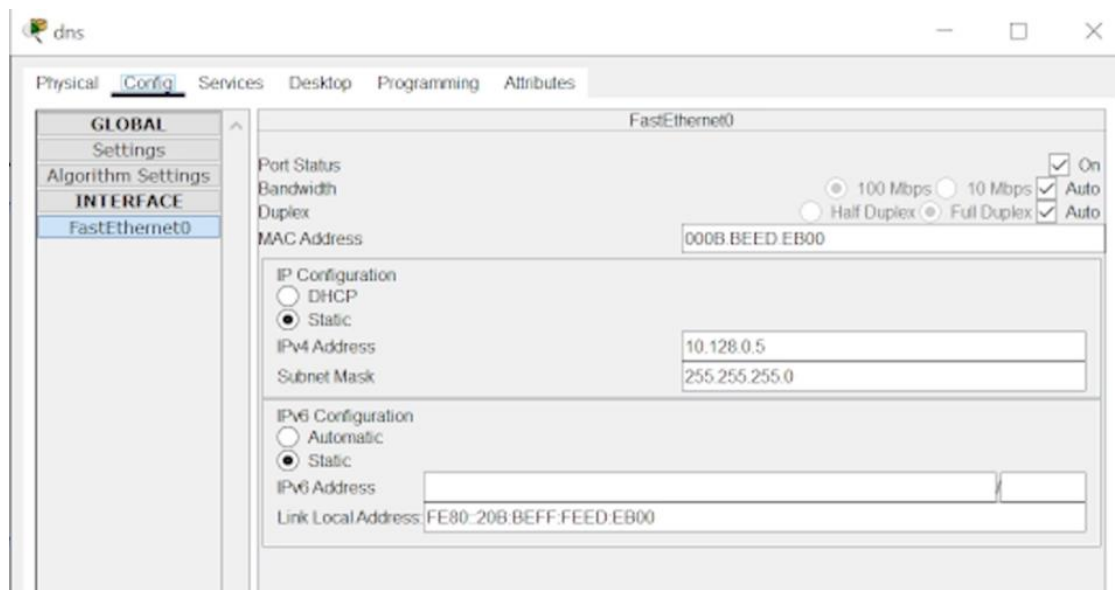 dns
Physical Config Services Desktop Programming Attributes
GLOBAL
Settings
Algorithm Settings
INTERFACE
FastEthernet0
FastEthernet0
Port Status On
Bandwidth 100 Mbps 10 Mbps Auto
Duplex Half Duplex Full Duplex Auto
MAC Address 000B.BEED.EB00
IP Configuration
DHCP
Static
IPv4 Address 10.128.0.5
Subnet Mask 255.255.255.0
IPv6 Configuration
Automatic
Static
IPv6 Address /
Link Local Address: FE80::20B:BEFF:FEED:EB00